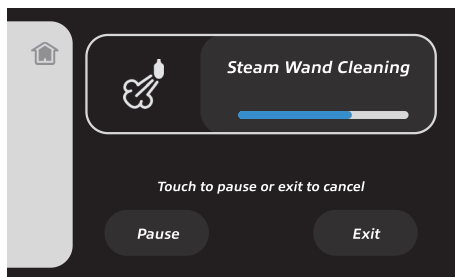 Steam Wand Cleaning
Touch to pause or exit to cancel
Pause
Exit